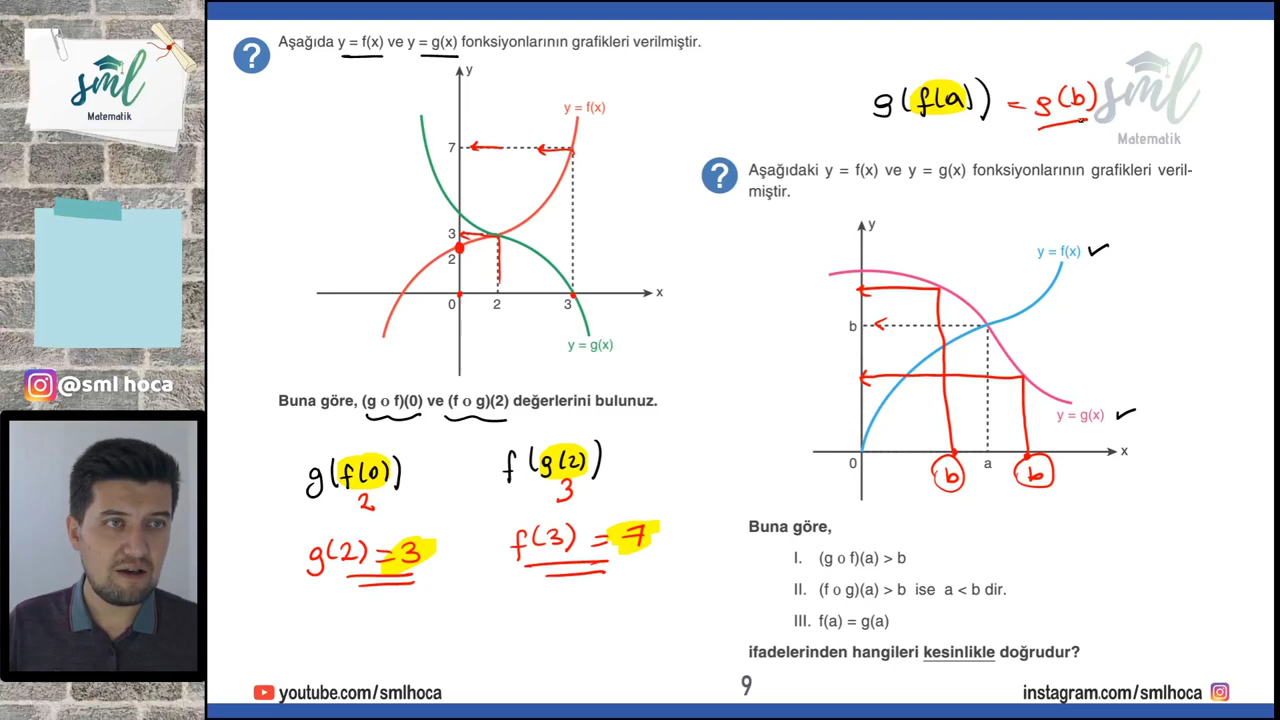 sml
Matematik
@sml hoca
Aşağıda y = f(x) ve y = g(x) fonksiyonlarının grafikleri verilmiştir.
y
y = f(x)
7
3
2
0
2
3
x
y = g(x)
Buna göre, (g o f)(0) ve (f o g)(2) değerlerini bulunuz.
g(f(0))
2
g(2) = 3
f(g(2))
3
f(3) = 7
g(f(a)) = g(b)
sml
Matematik
Aşağıdaki y = f(x) ve y = g(x) fonksiyonlarının grafikleri veril-
miştir.
y
y = f(x)
b
y = g(x)
0
a
x
b
b
Buna göre,
I. (g o f)(a) > b
II. (f o g)(a) > b ise a < b dir.
III. f(a) = g(a)
ifadelerinden hangileri kesinlikle doğrudur?
youtube.com/smlhoca
9
instagram.com/smlhoca